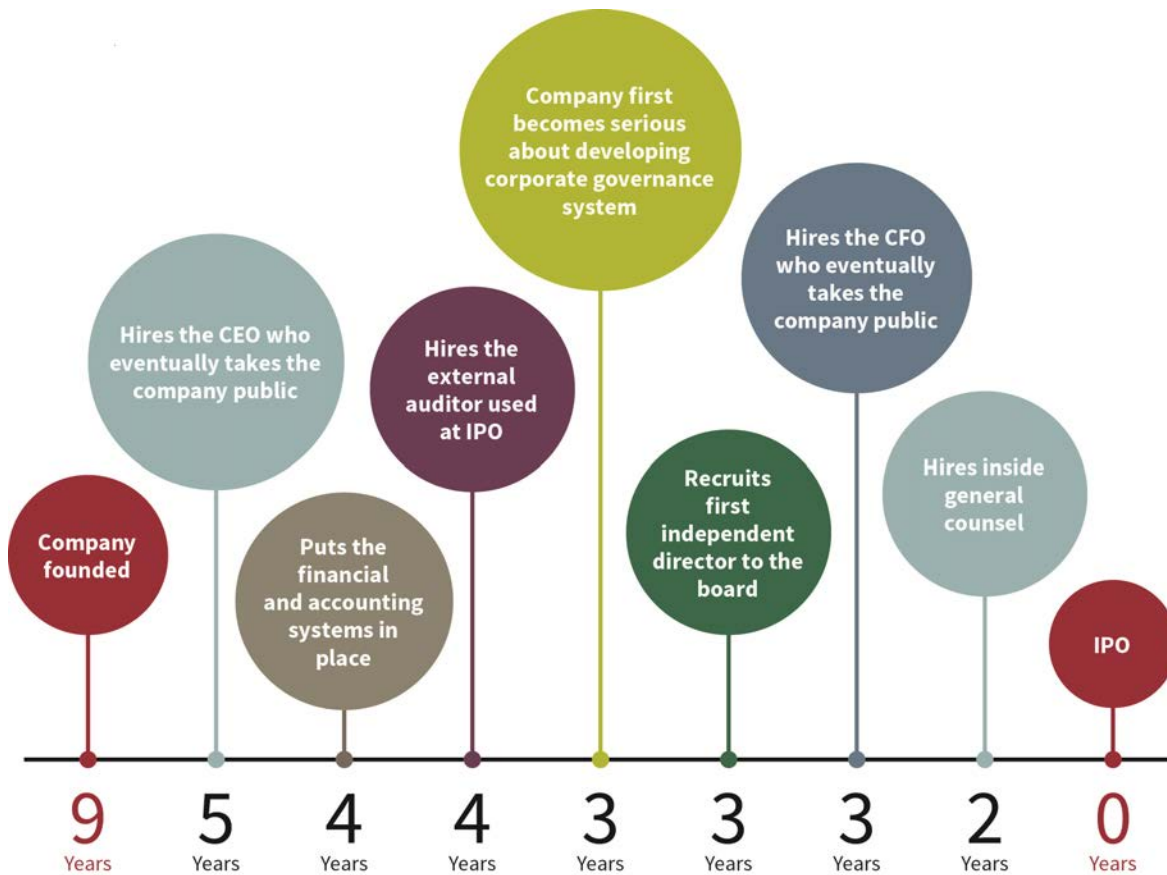 Company
founded
Hires the CEO who
eventually takes the
company public
Puts the
financial
and accounting
systems in
place
Hires the
external
auditor used
at IPO
Company first
becomes serious
about developing
corporate governance
system
Recruits
first
independent
director to the
board
Hires the CFO
who eventually
takes the
company public
Hires inside
general
counsel
IPO
9 5 4 4 3 3 3 2 0
Years Years Years Years Years Years Years Years Years